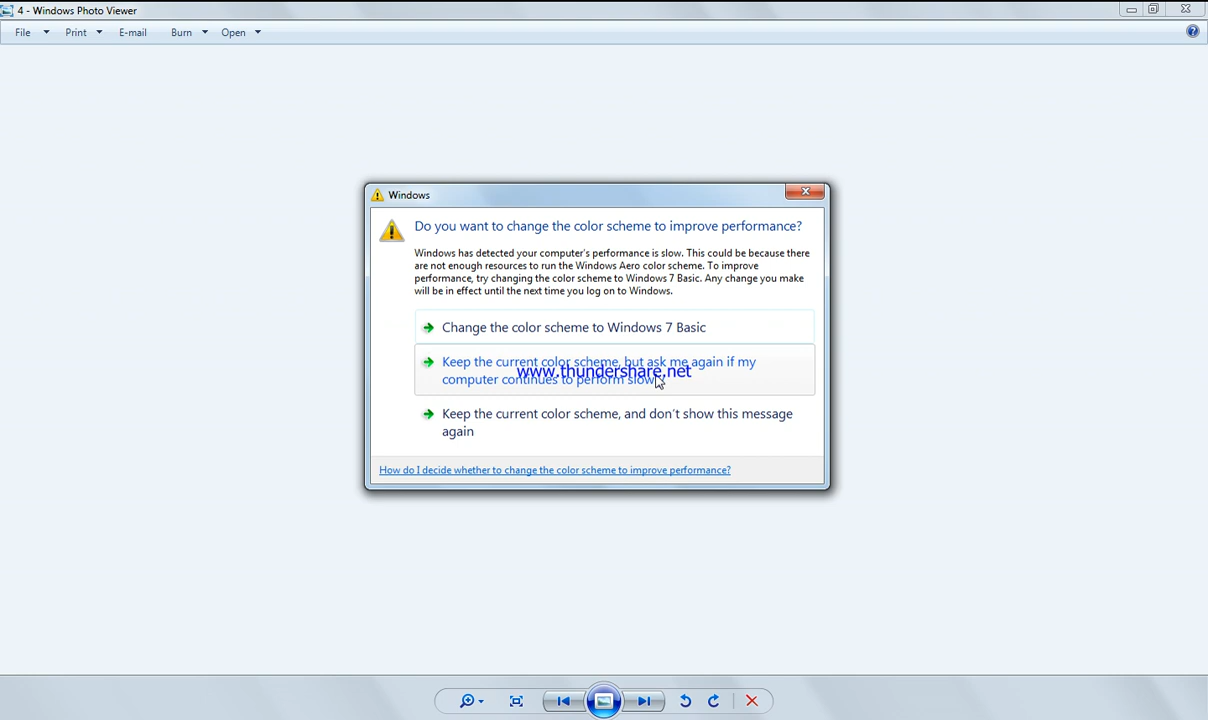 4 - Windows Photo Viewer
File Print E-mail Burn Open
Windows
Do you want to change the color scheme to improve performance?
Windows has detected your computer's performance is slow. This could be because there
are not enough resources to run the Windows Aero color scheme. To improve
performance, try changing the color scheme to Windows 7 Basic. Any change you make
will be in effect until the next time you log on to Windows.
Change the color scheme to Windows 7 Basic
Keep the current color scheme, but ask me again if my
www.thundershare.net
computer continues to perform slowly
Keep the current color scheme, and don't show this message
again
How do I decide whether to change the color scheme to improve performance?